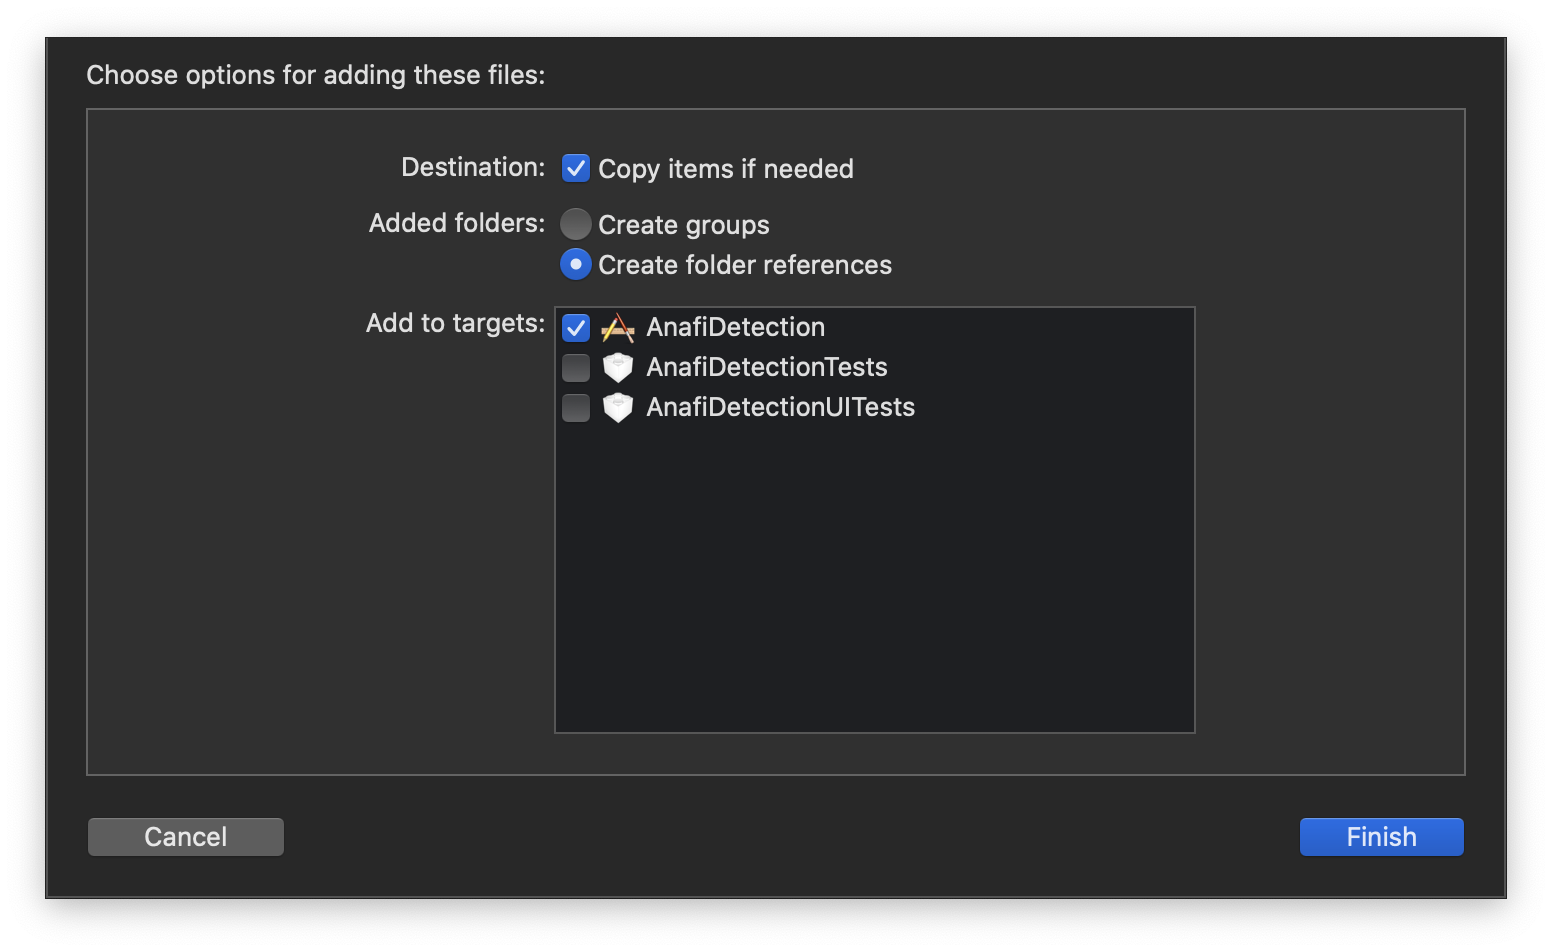 Choose options for adding these files:
Destination: Copy items if needed
Added folders: Create groups
Create folder references
Add to targets: AnafiDetection
AnafiDetectionTests
AnafiDetectionUITests
Cancel Finish